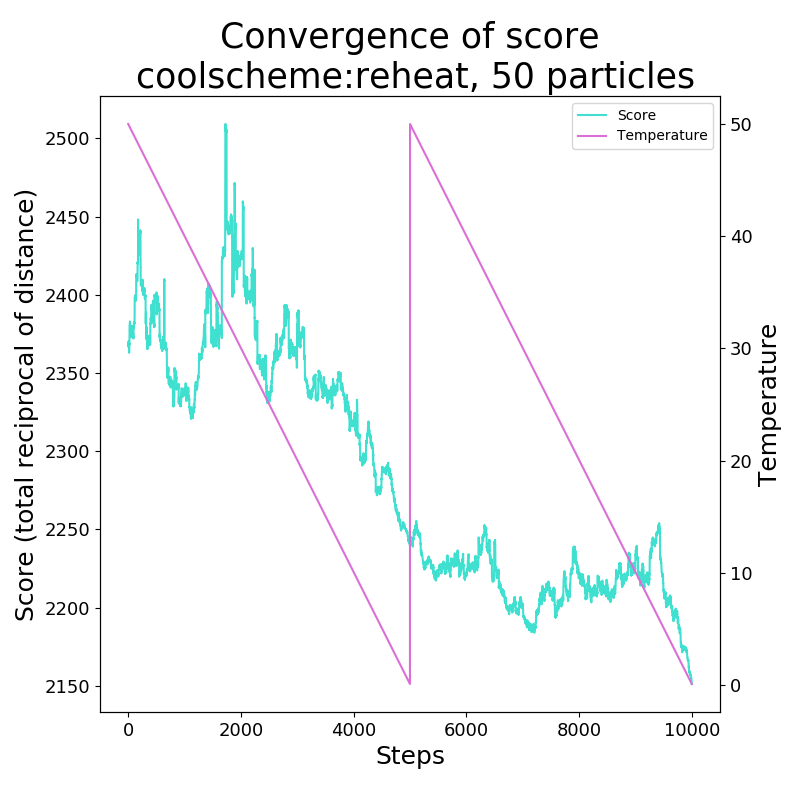 Convergence of score
coolscheme:reheat, 50 particles
Score
Temperature
2500
2450
2400
2350
2300
2250
2200
2150
Score (total reciprocal of distance)
50
40
30
20
10
0
Temperature
0 2000 4000 6000 8000 10000
Steps